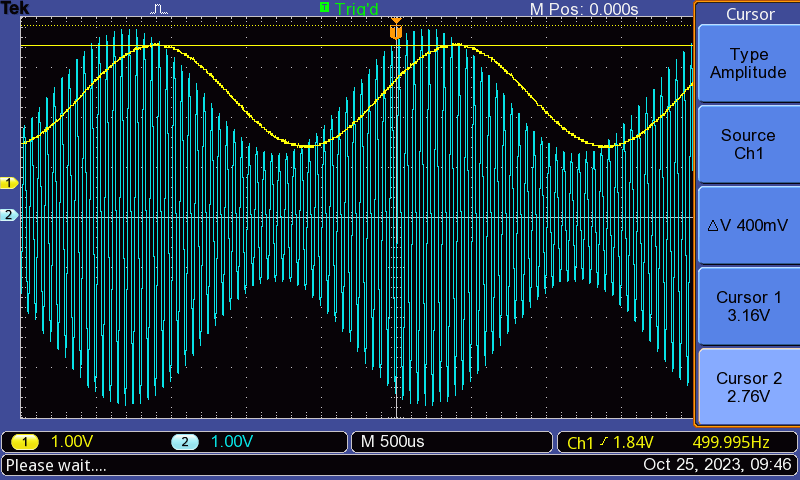 Tek Trig'd M Pos: 0.000s
T
Cursor
Type
Amplitude
Source
Ch1
△V 400mV
Cursor 1
3.16V
Cursor 2
2.76V
1
2
1 1.00V 2 1.00V M 500us Ch1 1.84V 499.995Hz
Please wait.... Oct 25, 2023, 09:46